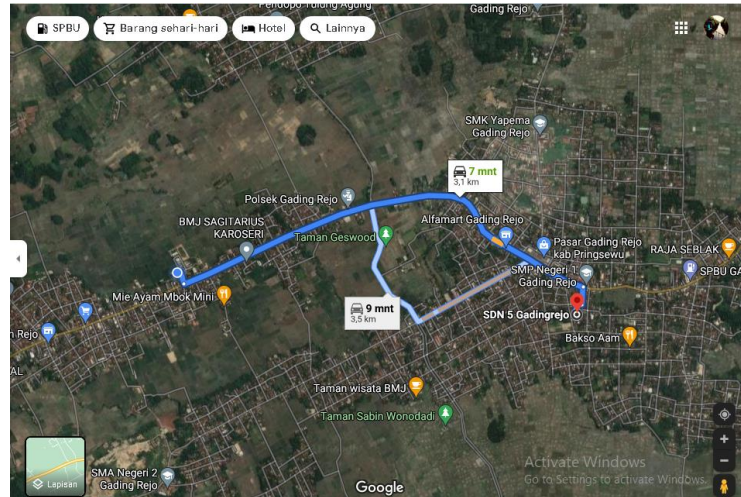 Pendopo Tulung Agung
Gading Rejo
SPBU
Barang sehari-hari
Hotel
Lainnya
SMK Yapema
Gading Rejo
7 mnt
3,1 km
Polsek Gading Rejo
BMJ SAGITARIUS
KAROSERI
Alfamart Gading Rejo
Taman Geswood
Pasar Gading Rejo
kab Pringsewu
RAJA SEBLAK
SMP Negeri 1
Gading Rejo
SPBU GA
Mie Ayam Mbok Mini
9 mnt
3,5 km
SDN 5 Gadingrejo
n Rejo
Bakso Aam
TAL
Taman wisata BMJ
Taman Sabin Wonodadi
Lapisan
SMA Negeri 2
Gading Rejo
Google
Activate Windows
Go to Settings to activate Windows.